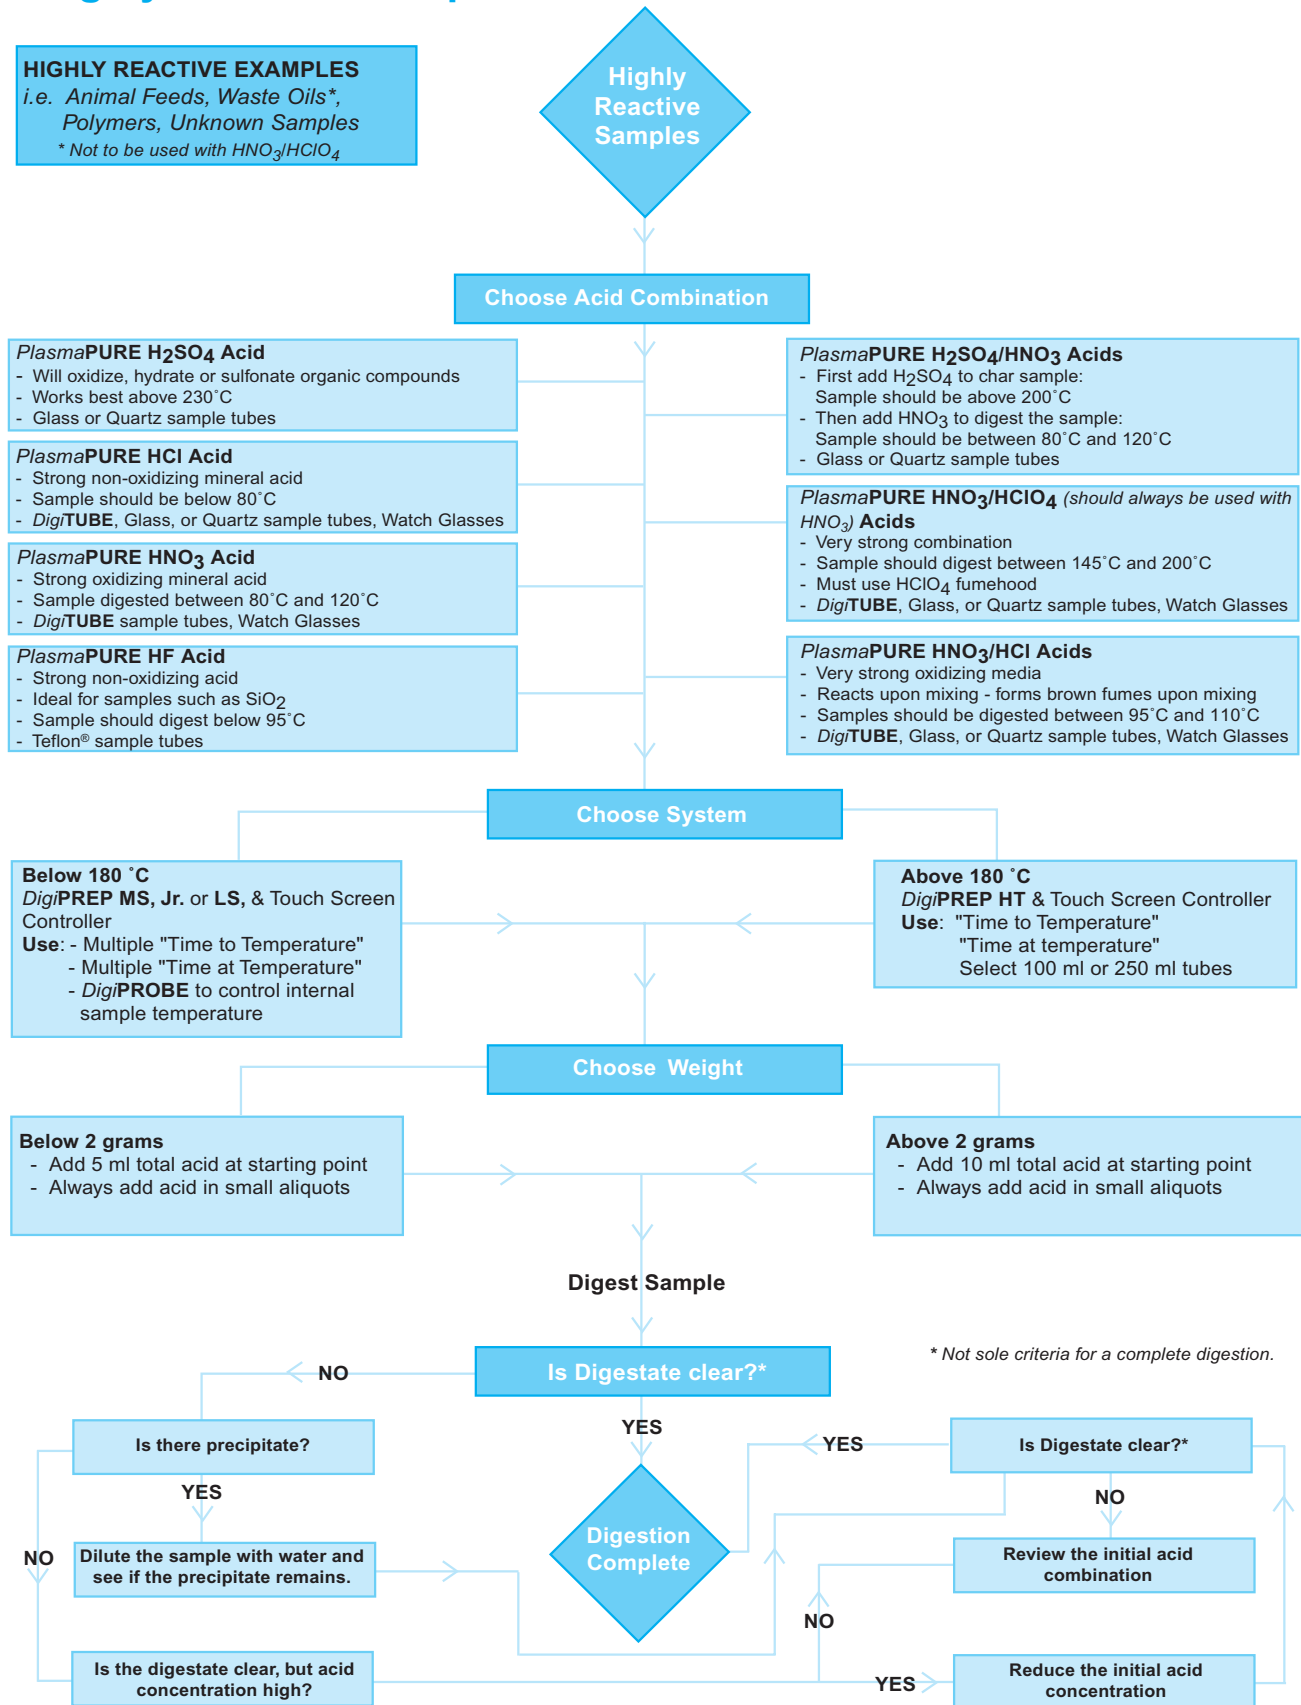 HIGHLY REACTIVE EXAMPLES
i.e. Animal Feeds, Waste Oils*,
Polymers, Unknown Samples
* Not to be used with HNO3/HClO4
Highly
Reactive
Samples
Choose Acid Combination
PlasmaPURE H2SO4 Acid
- Will oxidize, hydrate or sulfonate organic compounds
- Works best above 230˚C
- Glass or Quartz sample tubes
PlasmaPURE HCl Acid
- Strong non-oxidizing mineral acid
- Sample should be below 80˚C
- DigiTUBE, Glass, or Quartz sample tubes, Watch Glasses
PlasmaPURE HNO3 Acid
- Strong oxidizing mineral acid
- Sample digested between 80˚C and 120˚C
- DigiTUBE sample tubes, Watch Glasses
PlasmaPURE HF Acid
- Strong non-oxidizing acid
- Ideal for samples such as SiO2
- Sample should digest below 95˚C
- Teflon® sample tubes
PlasmaPURE H2SO4/HNO3 Acids
- First add H2SO4 to char sample:
Sample should be above 200˚C
- Then add HNO3 to digest the sample:
Sample should be between 80˚C and 120˚C
- Glass or Quartz sample tubes
PlasmaPURE HNO3/HClO4 (should always be used with
HNO3) Acids
- Very strong combination
- Sample should digest between 145˚C and 200˚C
- Must use HClO4 fumehood
- DigiTUBE, Glass, or Quartz sample tubes, Watch Glasses
PlasmaPURE HNO3/HCl Acids
- Very strong oxidizing media
- Reacts upon mixing - forms brown fumes upon mixing
- Samples should be digested between 95˚C and 110˚C
- DigiTUBE, Glass, or Quartz sample tubes, Watch Glasses
Choose System
Below 180 ˚C
DigiPREP MS, Jr. or LS, & Touch Screen
Controller
Use: - Multiple "Time to Temperature"
- Multiple "Time at Temperature"
- DigiPROBE to control internal
sample temperature
Above 180 ˚C
DigiPREP HT & Touch Screen Controller
Use: "Time to Temperature"
"Time at temperature"
Select 100 ml or 250 ml tubes
Choose Weight
Below 2 grams
- Add 5 ml total acid at starting point
- Always add acid in small aliquots
Above 2 grams
- Add 10 ml total acid at starting point
- Always add acid in small aliquots
Digest Sample
* Not sole criteria for a complete digestion.
Is Digestate clear?*
NO
YES
Is there precipitate?
YES
NO
Dilute the sample with water and
see if the precipitate remains.
Is the digestate clear, but acid
concentration high?
Digestion
Complete
YES
Is Digestate clear?*
NO
Review the initial acid
combination
NO
YES
Reduce the initial acid
concentration